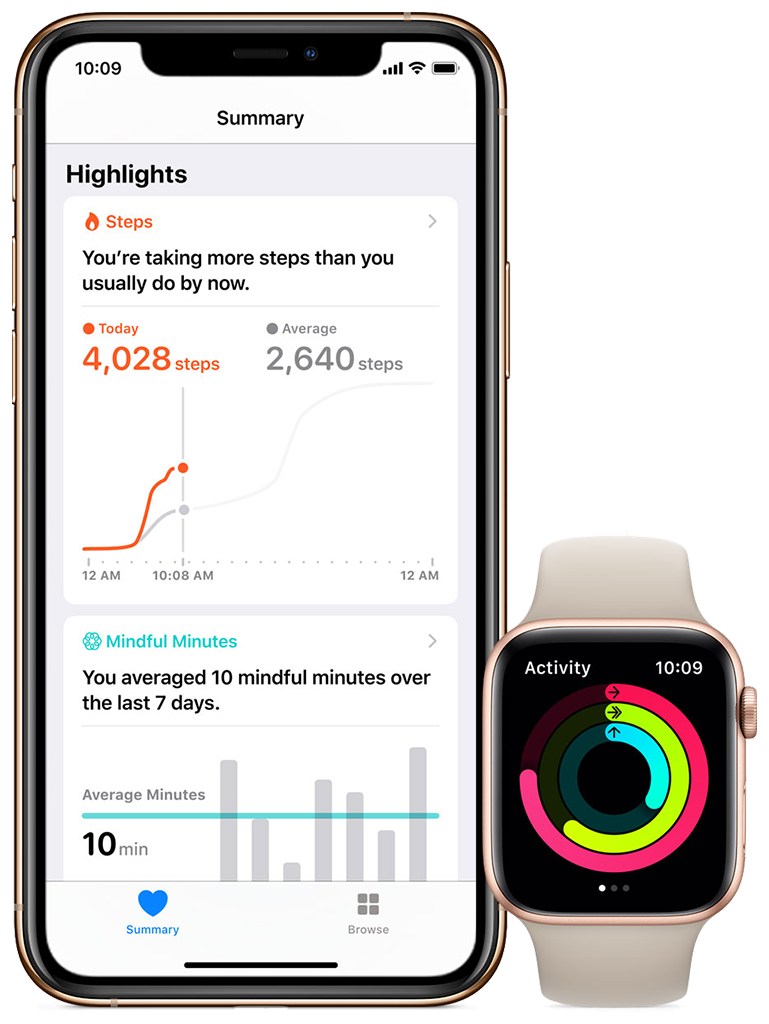 10:09
Summary
Highlights
Steps
You're taking more steps than you
usually do by now.
Today
Average
4,028 steps
2,640 steps
12 AM
10:08 AM
12 AM
Mindful Minutes
You averaged 10 mindful minutes over
the last 7 days.
Average Minutes
10 min
Summary
Browse
Activity
10:09